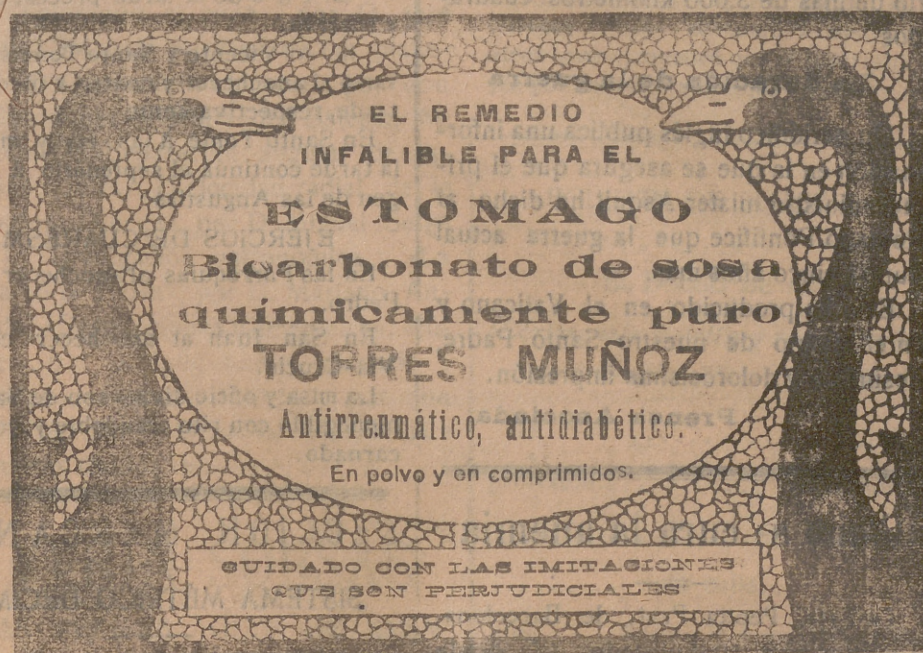 EL REMEDIO
INFALIBLE PARA EL
ESTOMAGO
Bicarbonato de sosa
químicamente puro
TORRES MUÑOZ
Antirreumático, antidiabético.
En polvo y en comprimidos.
CUIDADO CON LAS IMITACIONES
QUE SON PERJUDICIALES